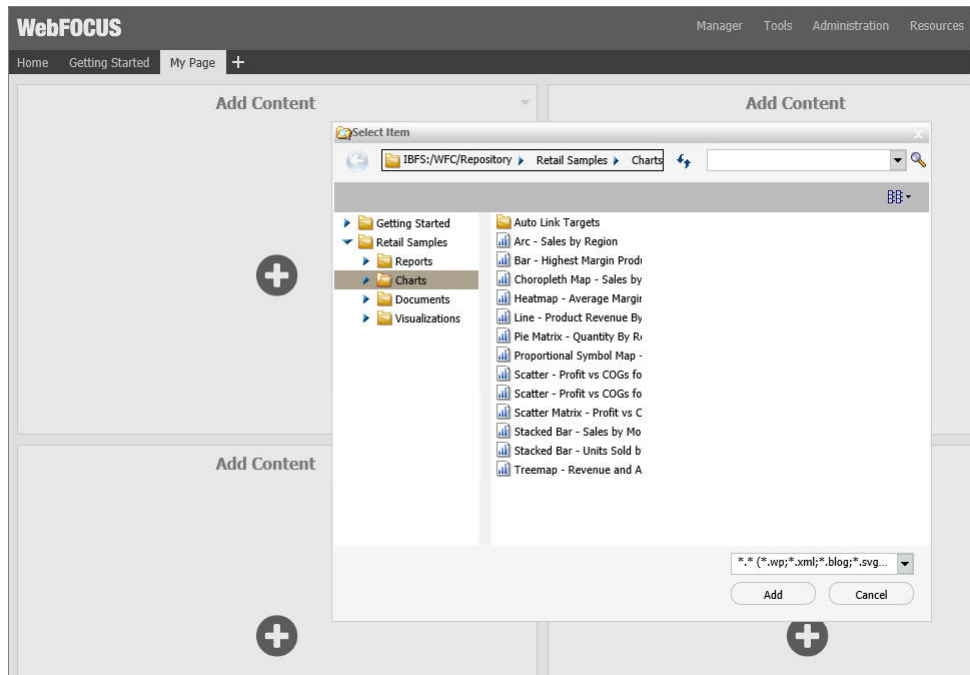 WebFOCUS
Manager Tools Administration Resources
Home Getting Started My Page
Add Content
Add Content
Select Item
IBFS:/WFC/Repository Retail Samples Charts
Getting Started
Retail Samples
Reports
Charts
Documents
Visualizations
Auto Link Targets
Arc - Sales by Region
Bar - Highest Margin Produ
Choropleth Map - Sales by
Heatmap - Average Margin
Line - Product Revenue By
Pie Matrix - Quantity By Re
Proportional Symbol Map -
Scatter - Profit vs COGs fo
Scatter - Profit vs COGs fo
Scatter Matrix - Profit vs C
Stacked Bar - Sales by Mo
Stacked Bar - Units Sold b
Treemap - Revenue and A
Add Content
*.* (*.wp;*.xml;*.blog;*.svg...
Add Cancel